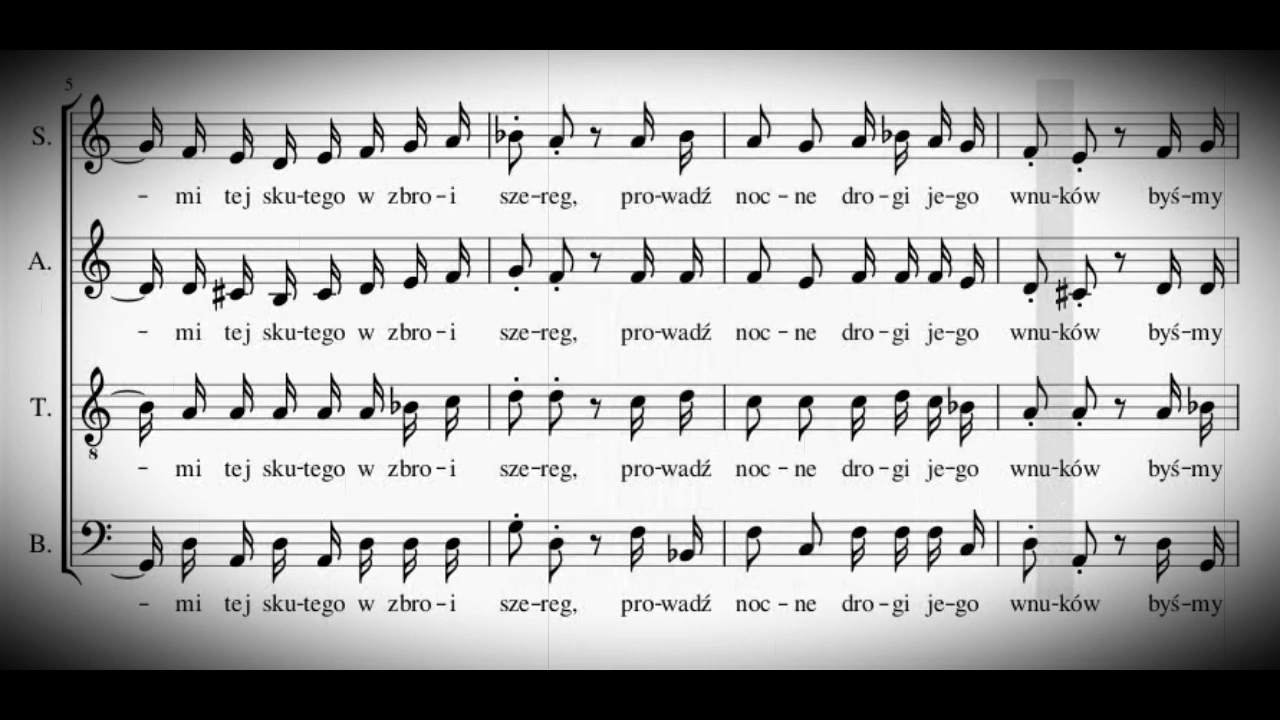 5
S.
- mi tej sku-tego w zbro-i sze-reg, pro-wadź noc-ne dro-gi je-go wnu-ków byś-my
A.
- mi tej sku-tego w zbro-i sze-reg, pro-wadź noc-ne dro-gi je-go wnu-ków byś-my
T.
8
- mi tej sku-tego w zbro-i sze-reg, pro-wadź noc-ne dro-gi je-go wnu-ków byś-my
B.
- mi tej sku-tego w zbro-i sze-reg, pro-wadź noc-ne dro-gi je-go wnu-ków byś-my